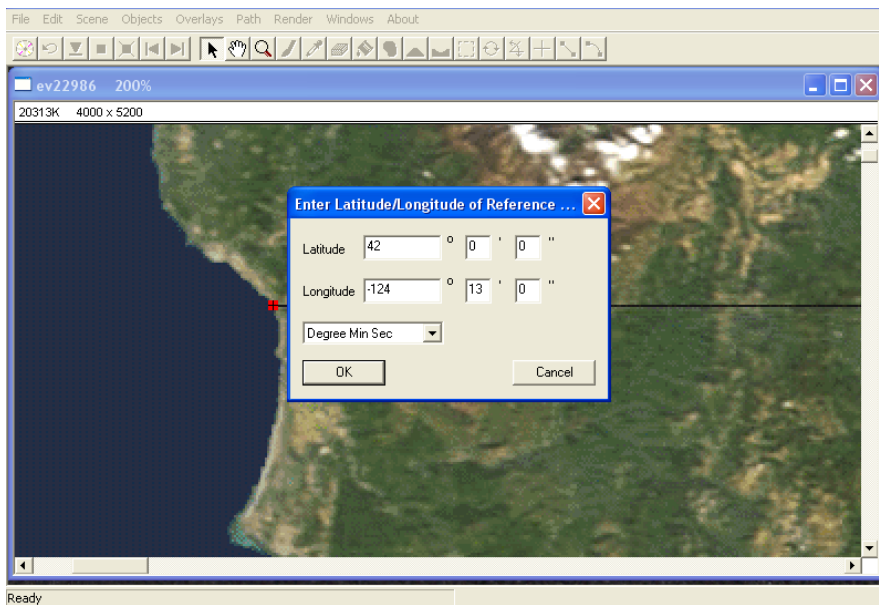 File Edit Scene Objects Overlays Path Render Windows About
ev22986 200%
20313K 4000 x 5200
Enter Latitude/Longitude of Reference ...
Latitude 42 º 0 ' 0 "
Longitude -124 º 13 ' 0 "
Degree Min Sec
OK Cancel
Ready